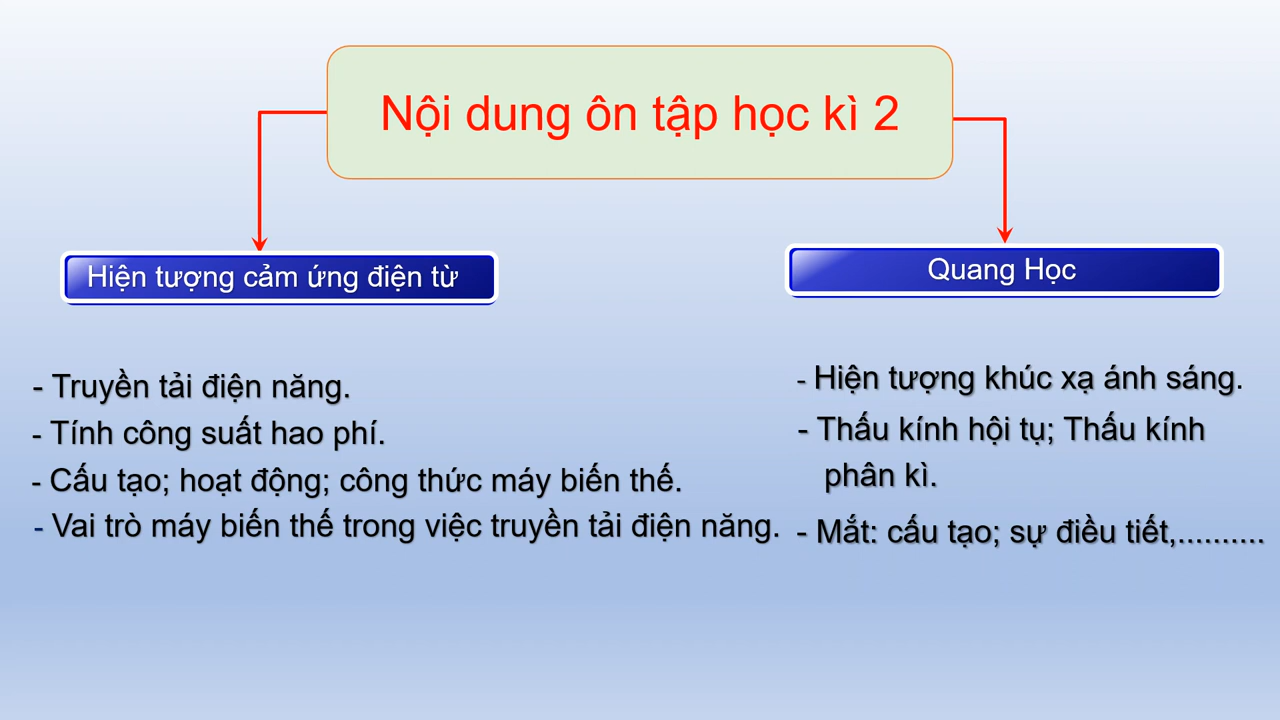 Nội dung ôn tập học kì 2
Hiện tượng cảm ứng điện từ
- Truyền tải điện năng.
- Tính công suất hao phí.
- Cấu tạo; hoạt động; công thức máy biến thế.
- Vai trò máy biến thế trong việc truyền tải điện năng.
Quang Học
- Hiện tượng khúc xạ ánh sáng.
- Thấu kính hội tụ; Thấu kính
phân kì.
- Mắt: cấu tạo; sự điều tiết,..........